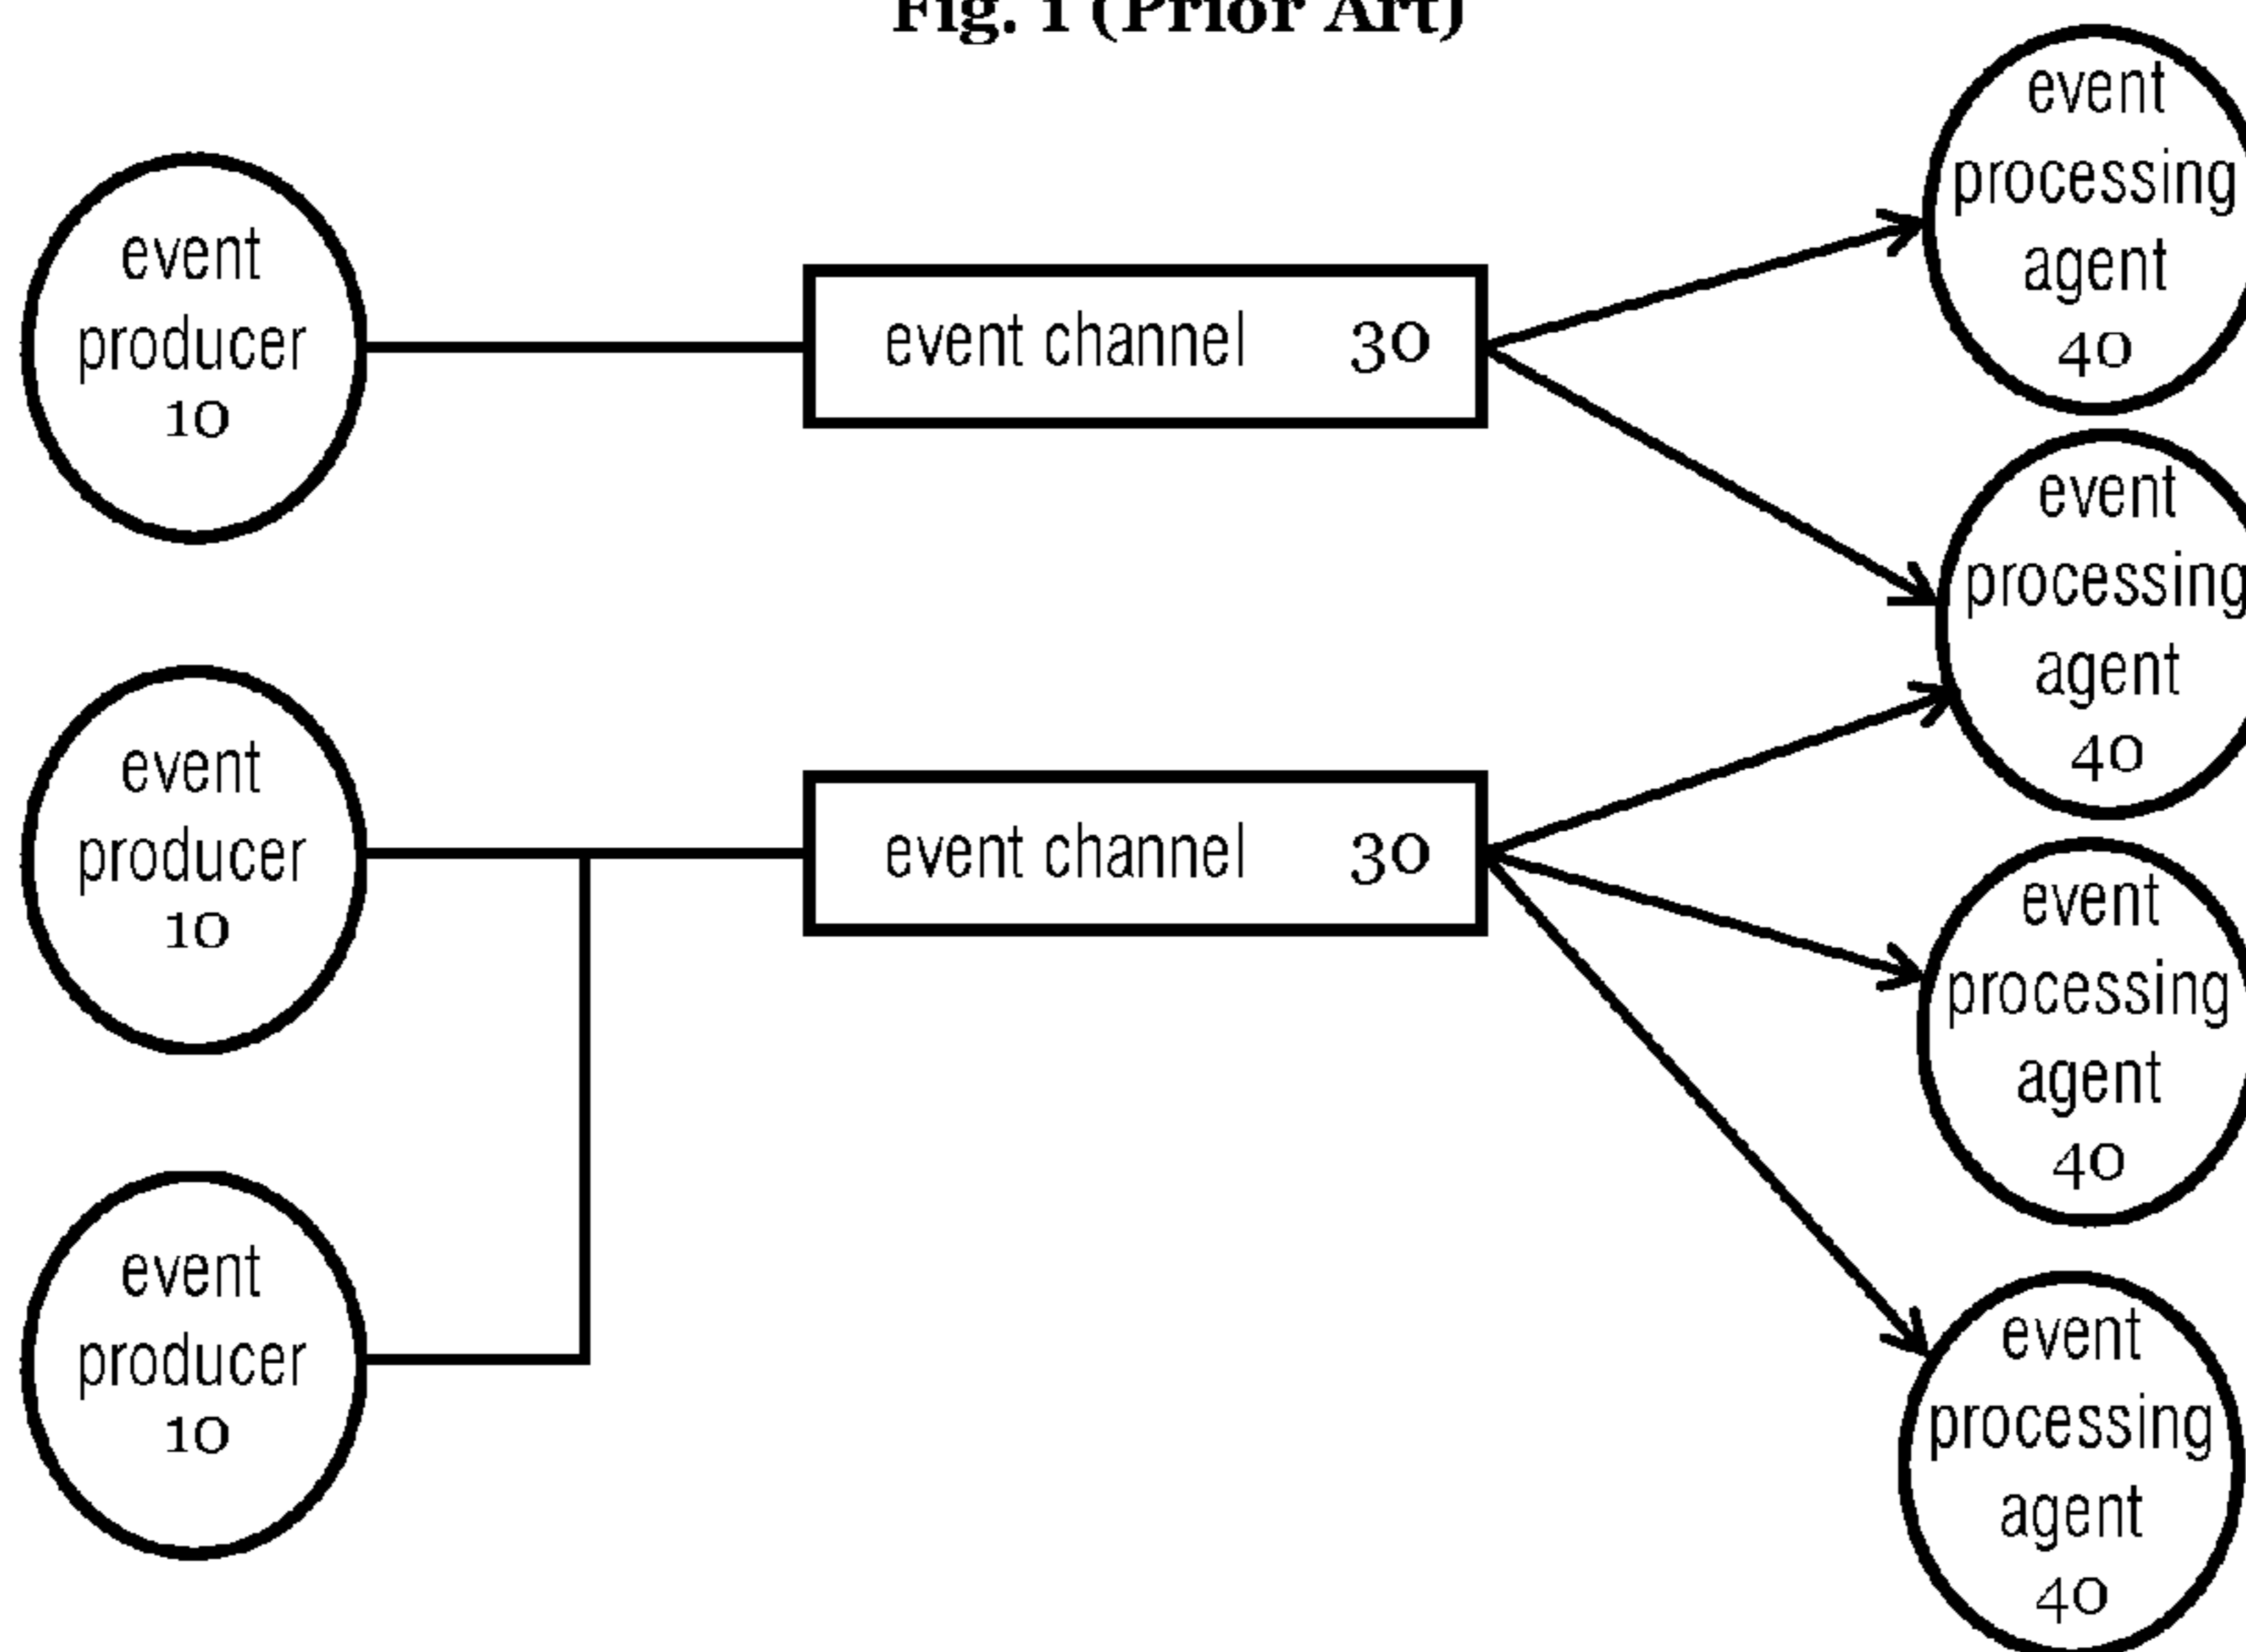 Fig. 1 (Prior Art)
event
producer
10
event channel 30
event
processing
agent
40
event
processing
agent
40
event
producer
10
event channel 30
event
processing
agent
40
event
producer
10
event
processing
agent
40